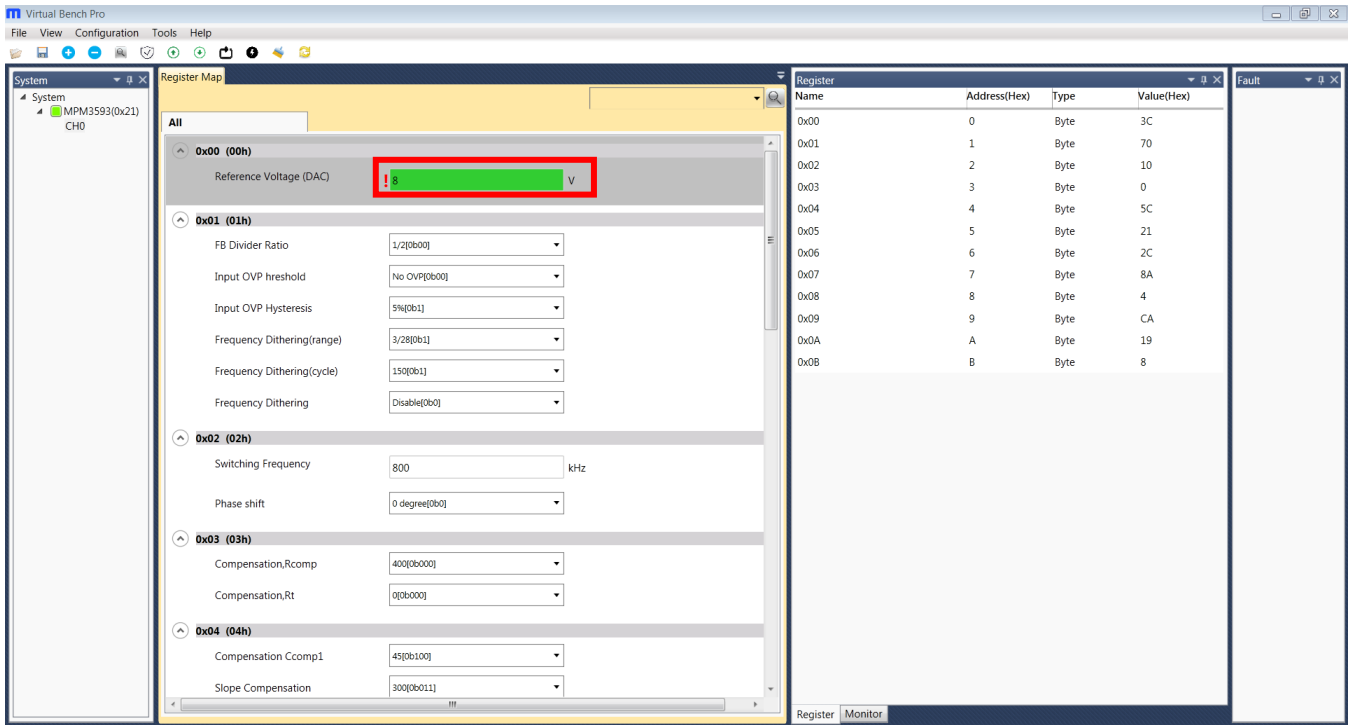 m Virtual Bench Pro
File View Configuration Tools Help
System
System
MPM3593(0x21)
CH0
Register Map
All
0x00 (00h)
Reference Voltage (DAC) ! 8 V
0x01 (01h)
FB Divider Ratio 1/2[0b00]
Input OVP hreshold No OVP[0b00]
Input OVP Hysteresis 5%[0b1]
Frequency Dithering(range) 3/28[0b1]
Frequency Dithering(cycle) 150[0b1]
Frequency Dithering Disable[0b0]
0x02 (02h)
Switching Frequency 800 kHz
Phase shift 0 degree[0b0]
0x03 (03h)
Compensation,Rcomp 400[0b000]
Compensation,Rt 0[0b000]
0x04 (04h)
Compensation Ccomp1 45[0b100]
Slope Compensation 300[0b011]
Register
Name Address(Hex) Type Value(Hex)
0x00 0 Byte 3C
0x01 1 Byte 70
0x02 2 Byte 10
0x03 3 Byte 0
0x04 4 Byte 5C
0x05 5 Byte 21
0x06 6 Byte 2C
0x07 7 Byte 8A
0x08 8 Byte 4
0x09 9 Byte CA
0x0A A Byte 19
0x0B B Byte 8
Register Monitor
Fault